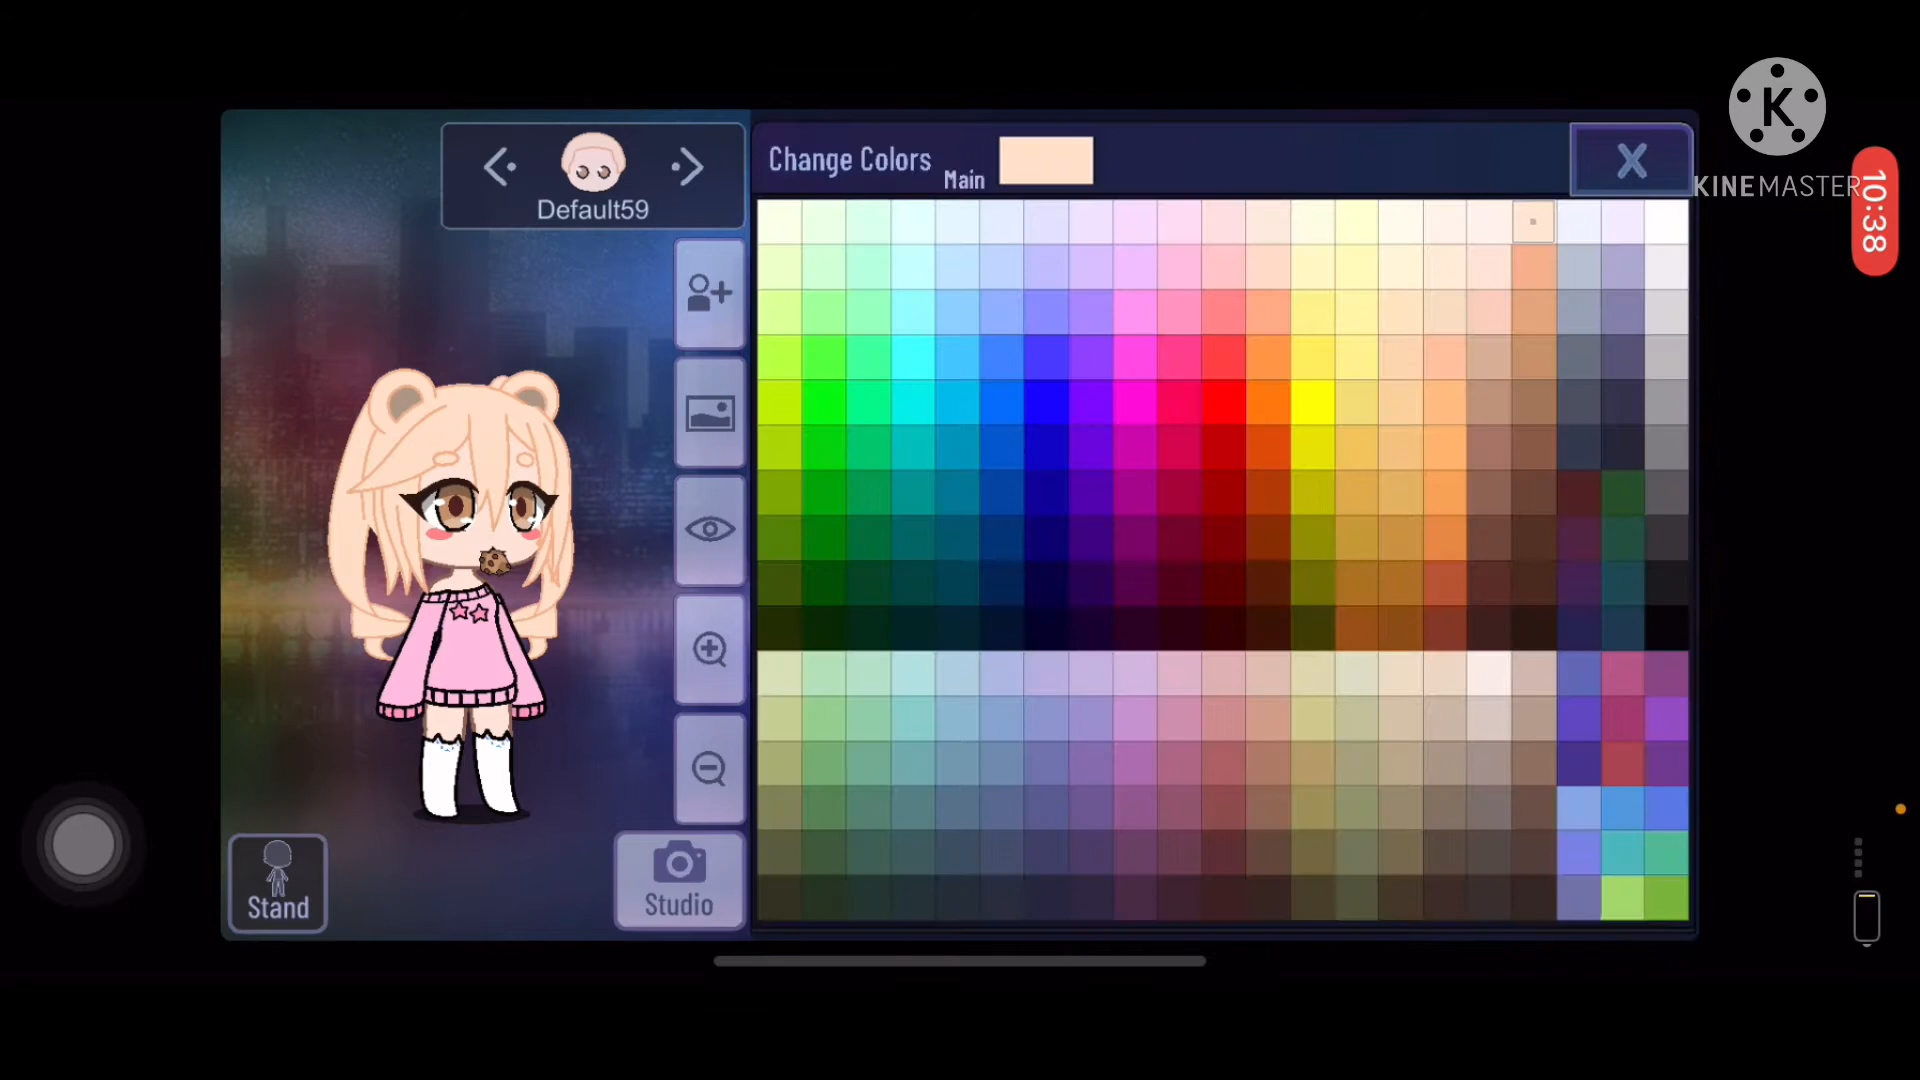 Default59
Change Colors
Main
X
K
KINEMASTER
10:38
Stand
Studio